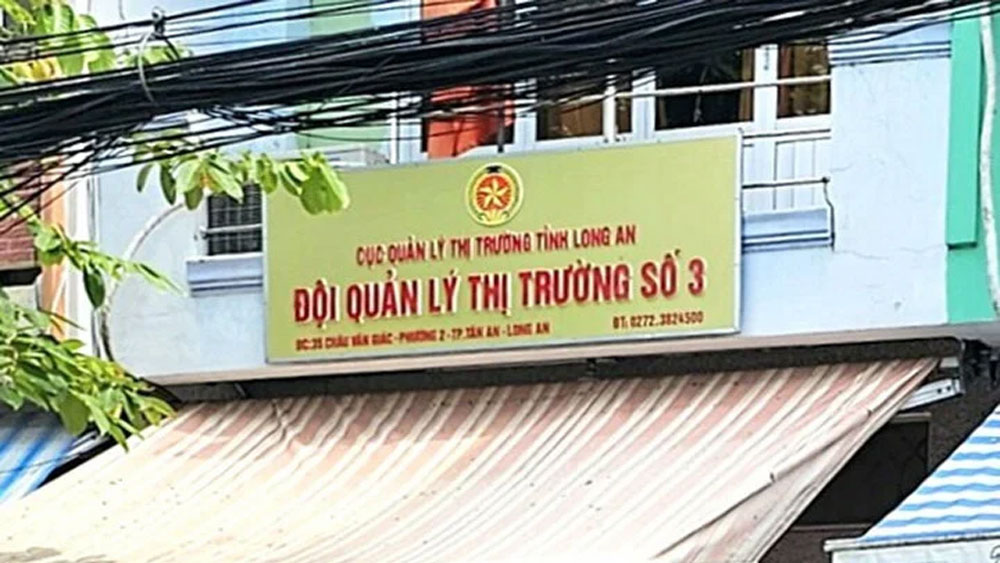 CỤC QUẢN LÝ THỊ TRƯỜNG TỈNH LONG AN
ĐỘI QUẢN LÝ THỊ TRƯỜNG SỐ 3
ĐC: 35 CHÂU VĂN GIÁC - PHƯỜNG 2 - TP.TÂN AN - LONG AN
ĐT: 0272.3824500